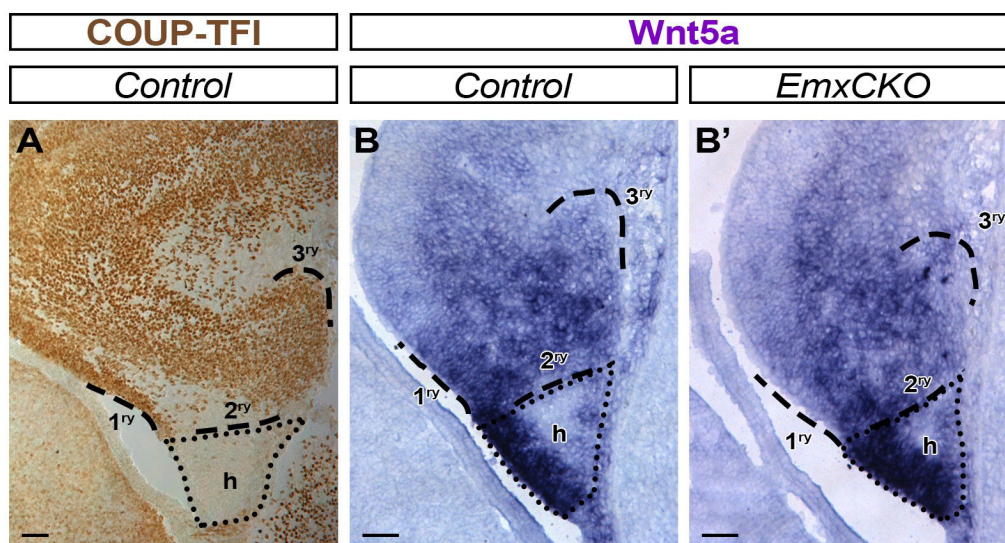 COUP-TFI
Wnt5a
Control
Control
EmxCKO
A
B
B'
3ry
3ry
3ry
1ry
2ry
h
1ry
2ry
h
1ry
2ry
h